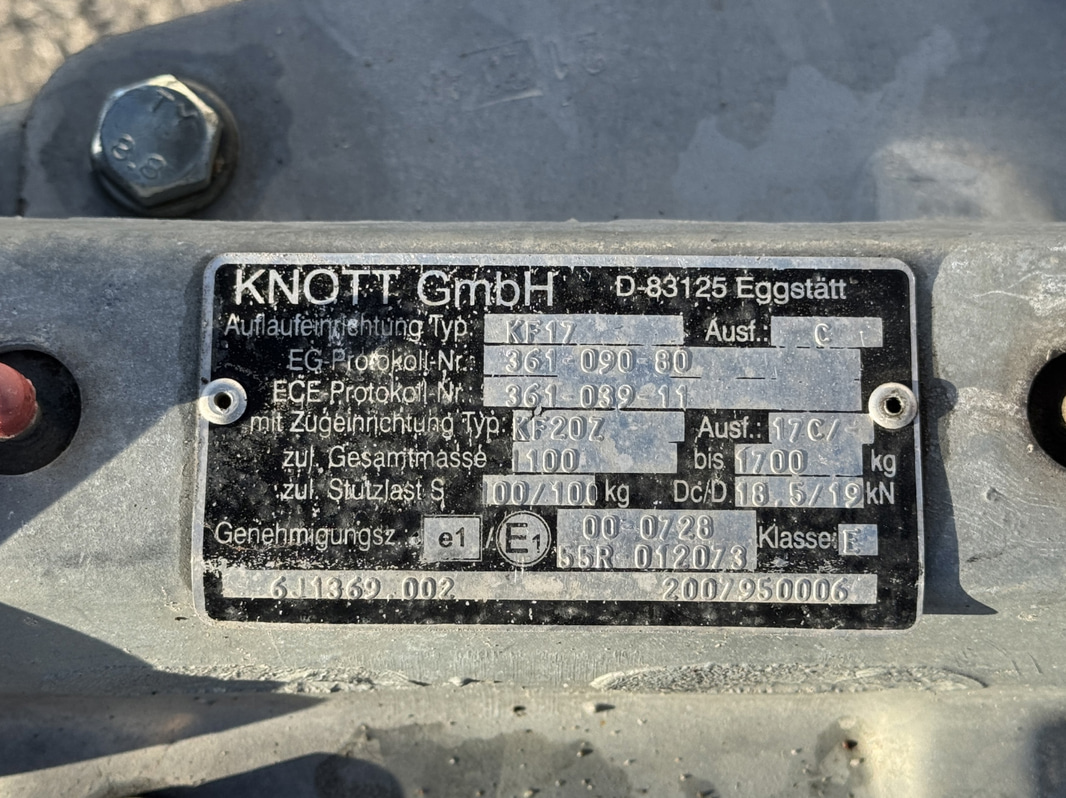 8.8
KNOTT GmbH D-83125 Eggstätt
Auflaufeinrichtung Typ: KF17 Ausf.: C
EG-Protokoll-Nr.: 361-090-80
ECE-Protokoll-Nr. 361-039-11
mit Zugeinrichtung Typ: KF20Z Ausf.: 17C/-
zul. Gesamtmasse 1100 bis 1700 kg
zul. Stützlast S 100/100 kg Dc/D 18.5/19 kN
Genehmigungsz.: e1 / E1 00-0728 Klasse: E
55R-012073
6J1369.002 2007950006